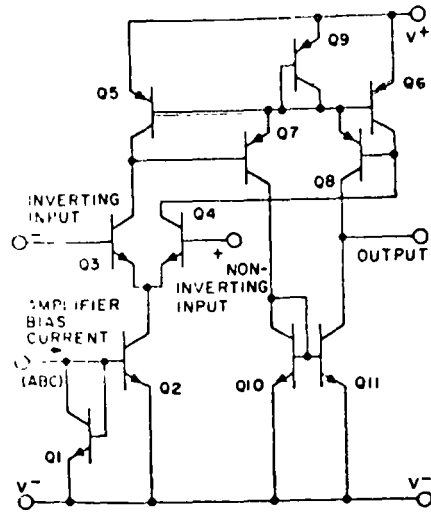 V+
Q9
Q5
Q6
Q7
Q8
INVERTING
INPUT
−
Q4
Q3
+
NON-
INVERTING
INPUT
OUTPUT
AMPLIFIER
BIAS
CURRENT
(ABC)
Q2
Q10
Q11
Q1
V−
V−